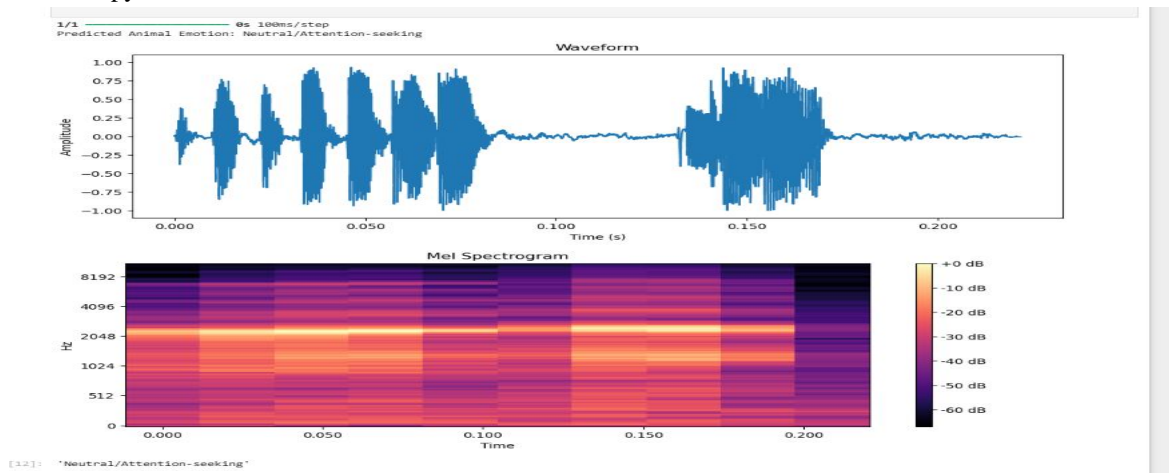 1/1 ━━━━━━━━━━━━━━━━━━━━ 0s 100ms/step
Predicted Animal Emotion: Neutral/Attention-seeking
Waveform
1.00
0.75
0.50
0.25
0.00
−0.25
−0.50
−0.75
−1.00
Amplitude
0.000 0.050 0.100 0.150 0.200
Time (s)
Mel Spectrogram
8192
4096
2048
1024
512
0
Hz
0.000 0.050 0.100 0.150 0.200
Time
+0 dB
-10 dB
-20 dB
-30 dB
-40 dB
-50 dB
-60 dB
[12]: 'Neutral/Attention-seeking'